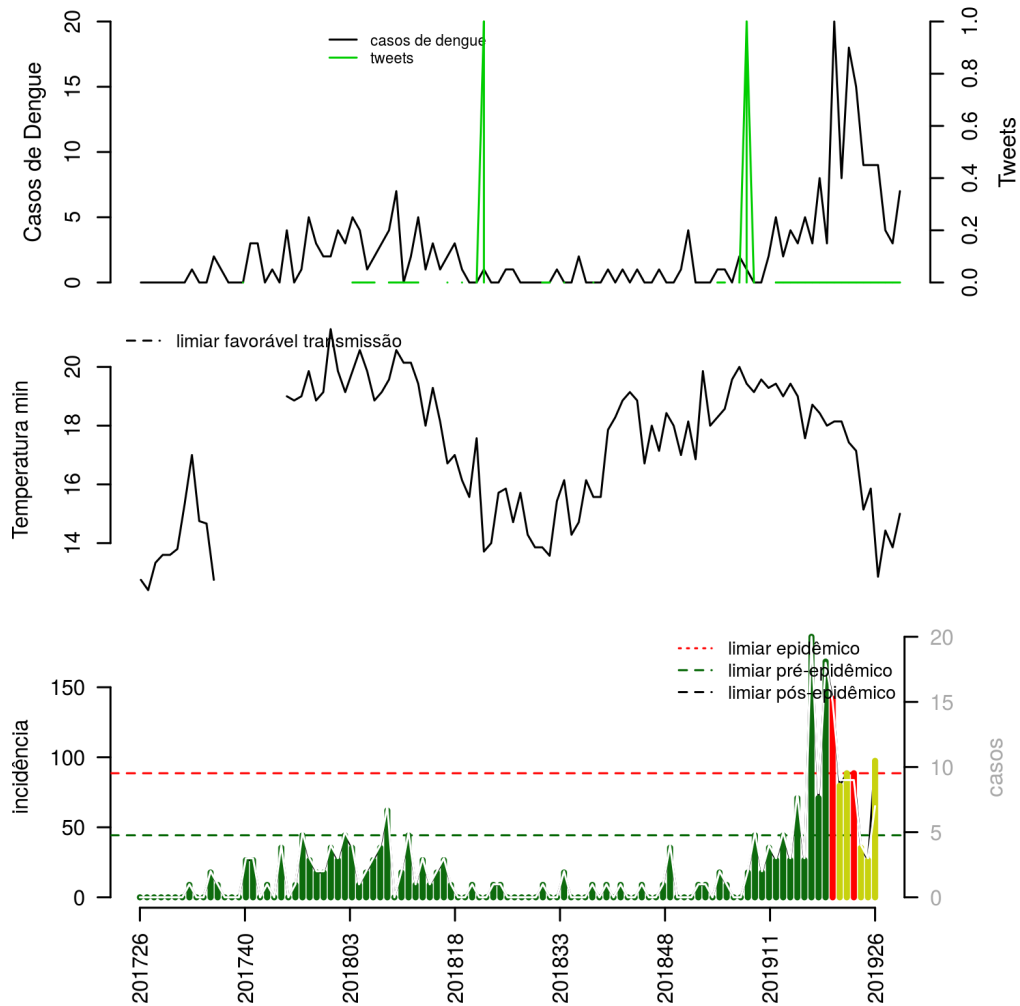 casos de dengue
tweets
Casos de Dengue
0
5
10
15
20
Tweets
0.0
0.2
0.4
0.6
0.8
1.0
limiar favorável transmissão
Temperatura min
14
16
18
20
limiar epidêmico
limiar pré-epidêmico
limiar pós-epidêmico
incidência
0
50
100
150
casos
0
5
10
15
20
201726
201740
201803
201818
201833
201848
201911
201926